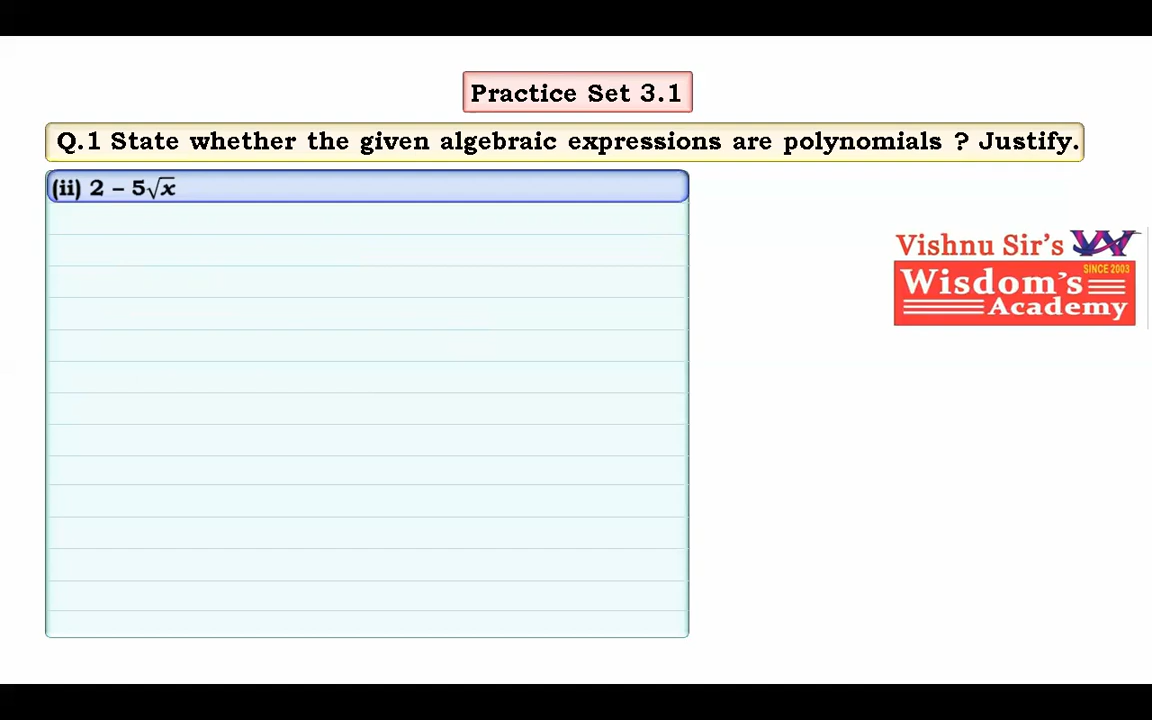 Practice Set 3.1
Q.1 State whether the given algebraic expressions are polynomials ? Justify.
(ii) 2 – 5√x
Vishnu Sir's
SINCE 2003
Wisdom's
Academy